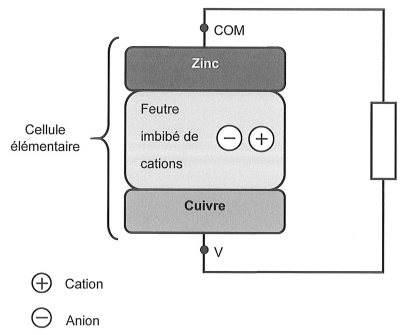 COM
Zinc
Feutre
imbibé de
cations
Cellule
élémentaire
Cuivre
V
Cation
Anion